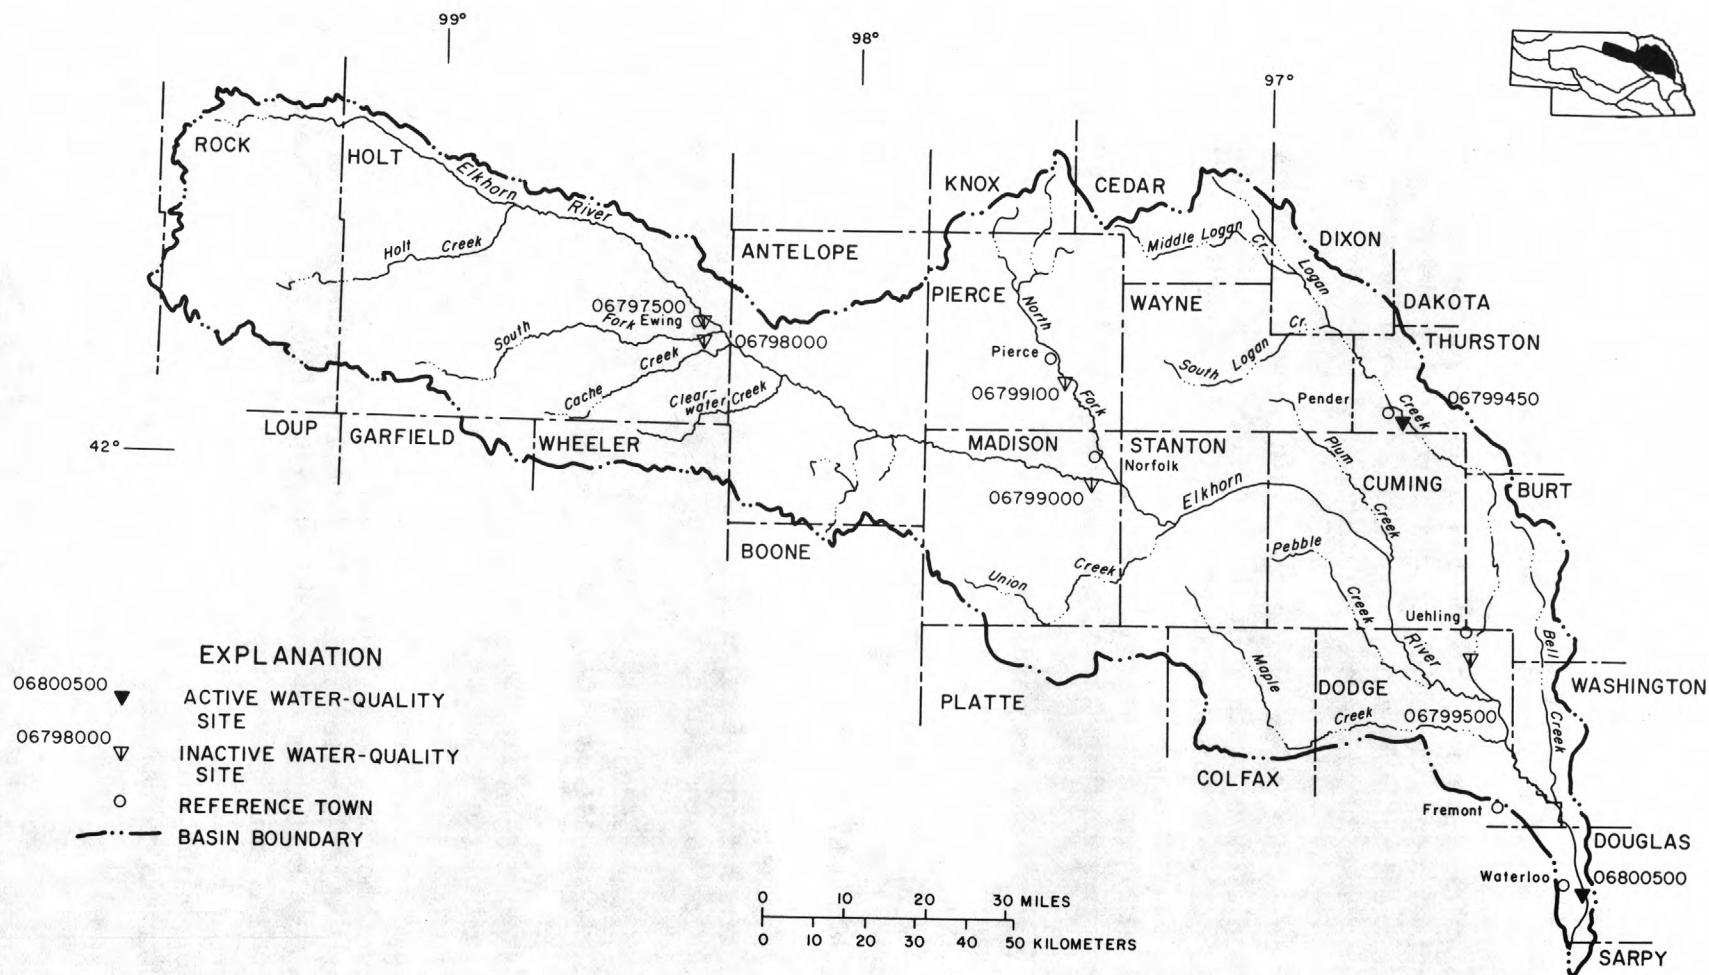 99°
98°
97°
ROCK
HOLT
Elkhorn River
Holt Creek
KNOX
CEDAR
DIXON
ANTELOPE
Middle Logan Cr.
Logan
PIERCE
WAYNE
DAKOTA
THURSTON
06797500
Ewing
South Fork
06798000
North
Pierce
South Logan Cr.
Cache Creek
Clear-
water Creek
06799100
Fork
Pender
Creek
06799450
LOUP
GARFIELD
WHEELER
42°
MADISON
STANTON
Norfolk
Plum
CUMING
06799000
Elkhorn
Creek
BURT
BOONE
Pebble
Union Creek
Creek
Uehling
Bell
River
Maple
PLATTE
DODGE
WASHINGTON
Creek
06799500
Creek
COLFAX
Fremont
DOUGLAS
Waterloo
06800500
SARPY
EXPLANATION
06800500
ACTIVE WATER-QUALITY
SITE
06798000
INACTIVE WATER-QUALITY
SITE
REFERENCE TOWN
BASIN BOUNDARY
0 10 20 30 MILES
0 10 20 30 40 50 KILOMETERS